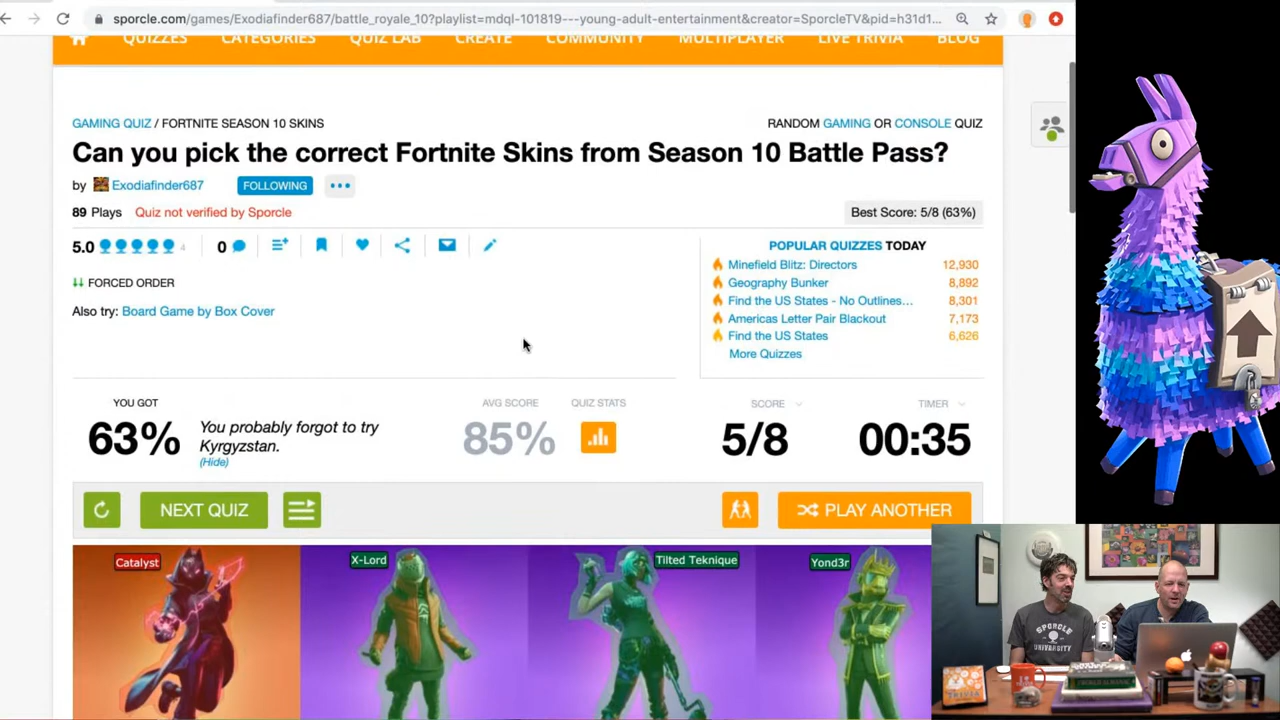 sporcle.com/games/Exodiafinder687/battle_royale_10?playlist=mdql-101819---young-adult-entertainment&creator=SporcleTV&pid=h31d1...
QUIZZES CATEGORIES QUIZ LAB CREATE COMMUNITY MULTIPLAYER LIVE TRIVIA BLOG
GAMING QUIZ / FORTNITE SEASON 10 SKINS
RANDOM GAMING OR CONSOLE QUIZ
Can you pick the correct Fortnite Skins from Season 10 Battle Pass?
by Exodiafinder687 FOLLOWING
89 Plays Quiz not verified by Sporcle
Best Score: 5/8 (63%)
5.0 4 0
FORCED ORDER
Also try: Board Game by Box Cover
POPULAR QUIZZES TODAY
Minefield Blitz: Directors 12,930
Geography Bunker 8,892
Find the US States - No Outlines... 8,301
Americas Letter Pair Blackout 7,173
Find the US States 6,626
More Quizzes
YOU GOT
63%
You probably forgot to try
Kyrgyzstan.
(Hide)
AVG SCORE
85%
QUIZ STATS
SCORE
5/8
TIMER
00:35
NEXT QUIZ
PLAY ANOTHER
Catalyst
X-Lord
Tilted Teknique
Yond3r
SPORCLE
UNIVERSITY
TRIVIA